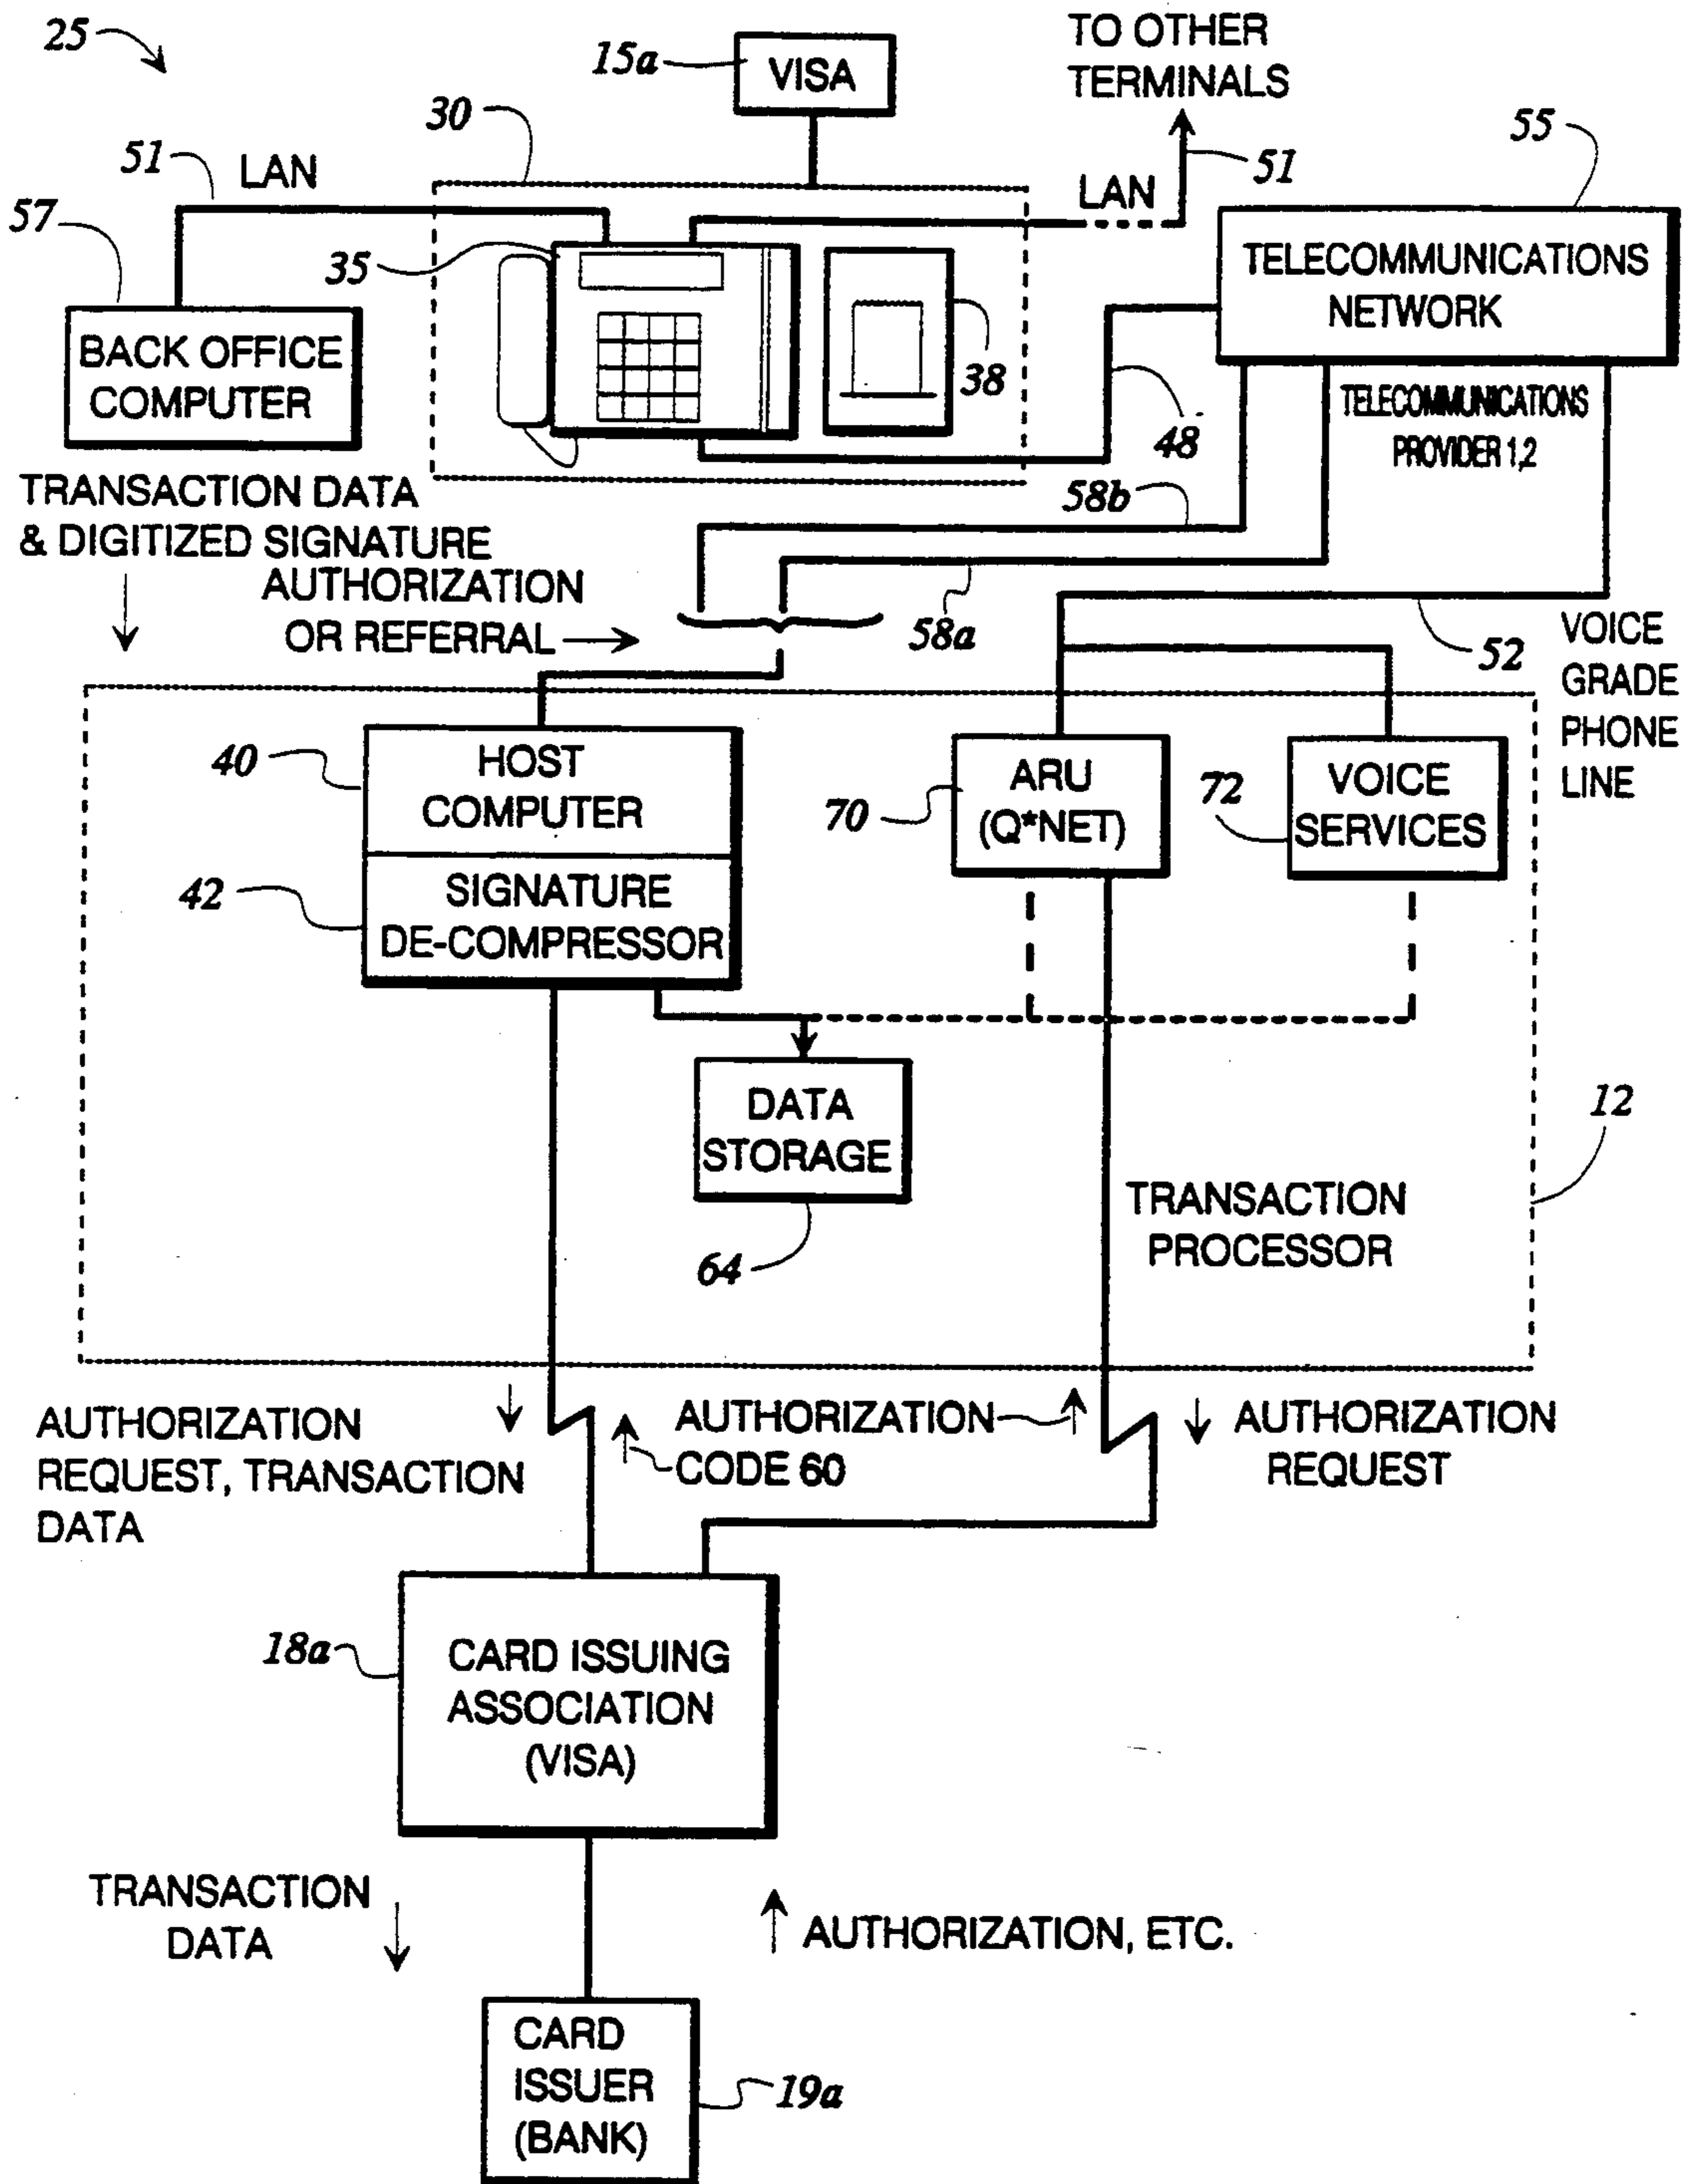 25
15a
VISA
TO OTHER
TERMINALS
30
55
51
LAN
51
LAN
57
35
TELECOMMUNICATIONS
NETWORK
BACK OFFICE
COMPUTER
38
48
TELECOMMUNICATIONS
PROVIDER 1,2
TRANSACTION DATA
& DIGITIZED SIGNATURE
58b
AUTHORIZATION
OR REFERRAL
58a
52
VOICE
GRADE
PHONE
LINE
40
HOST
COMPUTER
70
ARU
(Q*NET)
72
VOICE
SERVICES
42
SIGNATURE
DE-COMPRESSOR
DATA
STORAGE
64
12
TRANSACTION
PROCESSOR
AUTHORIZATION
REQUEST, TRANSACTION
DATA
AUTHORIZATION
CODE 60
AUTHORIZATION
REQUEST
18a
CARD ISSUING
ASSOCIATION
(VISA)
TRANSACTION
DATA
AUTHORIZATION, ETC.
CARD
ISSUER
(BANK)
19a